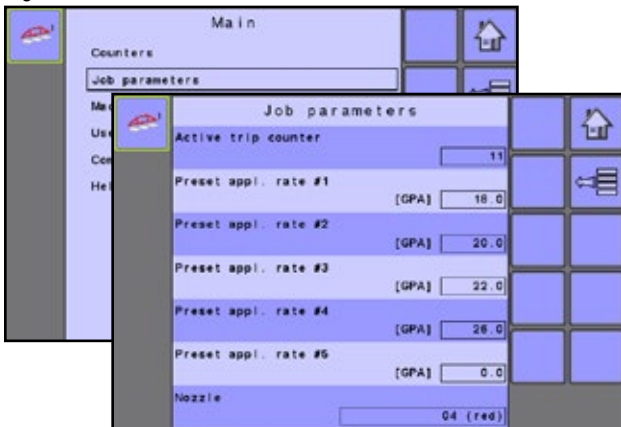 Main
Counters
Job parameters
Job parameters
Active trip counter
11
Preset appl. rate #1
[GPA] 18.0
Preset appl. rate #2
[GPA] 20.0
Preset appl. rate #3
[GPA] 22.0
Preset appl. rate #4
[GPA] 26.0
Preset appl. rate #5
[GPA] 0.0
Nozzle
04 (red)